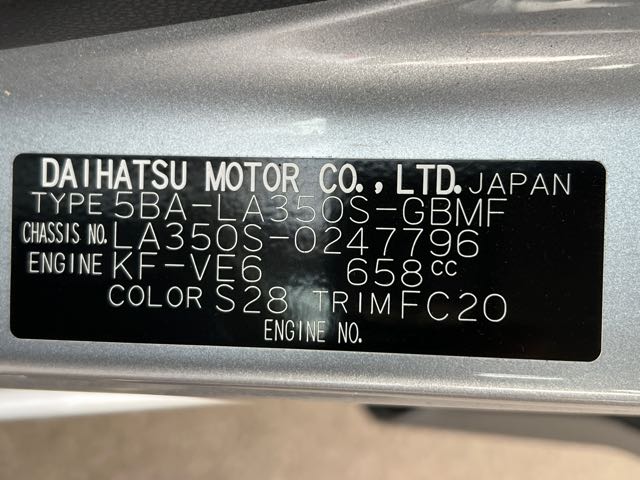 DAIHATSU MOTOR CO.,LTD. JAPAN
TYPE 5BA-LA350S-GBMF
CHASSIS NO. LA350S-0247796
ENGINE KF-VE6 658cc
COLOR S28 TRIM FC20
ENGINE NO.